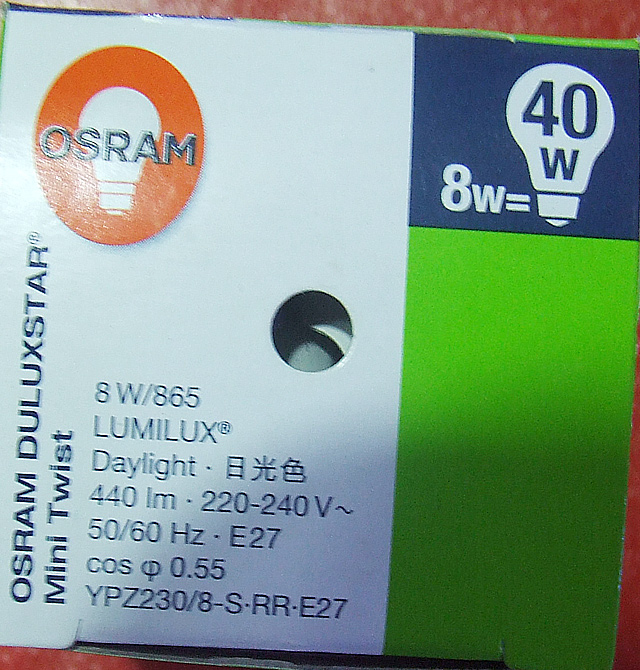 OSRAM
40
W
8W=
OSRAM DULUXSTAR®
Mini Twist
8 W/865
LUMILUX®
Daylight · 日光色
440 lm · 220-240 V~
50/60 Hz · E27
cos φ 0.55
YPZ230/8-S·RR·E27